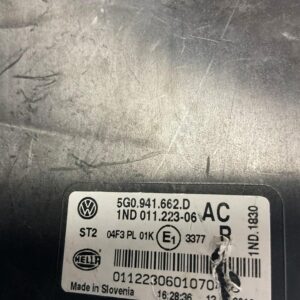 5G0.941.662.D
1ND 011.223-06 AC
ST2 04F3 PL 01K E1 3377
1ND.1830
HELLA
Made in Slovenia
16:28:36